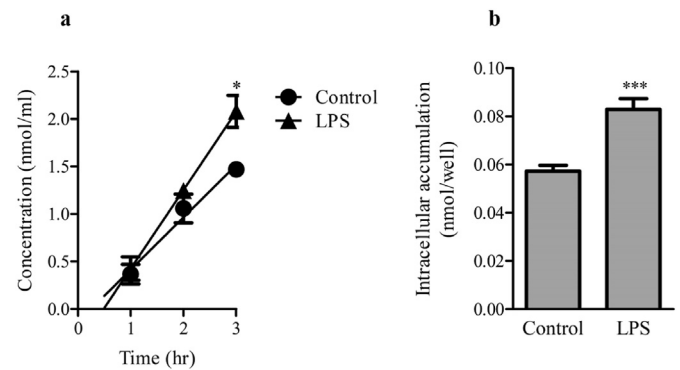 a
Concentration (nmol/ml)
2.5
2.0
1.5
1.0
0.5
0.0
0
1
2
3
Time (hr)
*
Control
LPS
b
Intracellular accumulation
(nmol/well)
0.10
0.08
0.06
0.04
0.02
0.00
***
Control
LPS